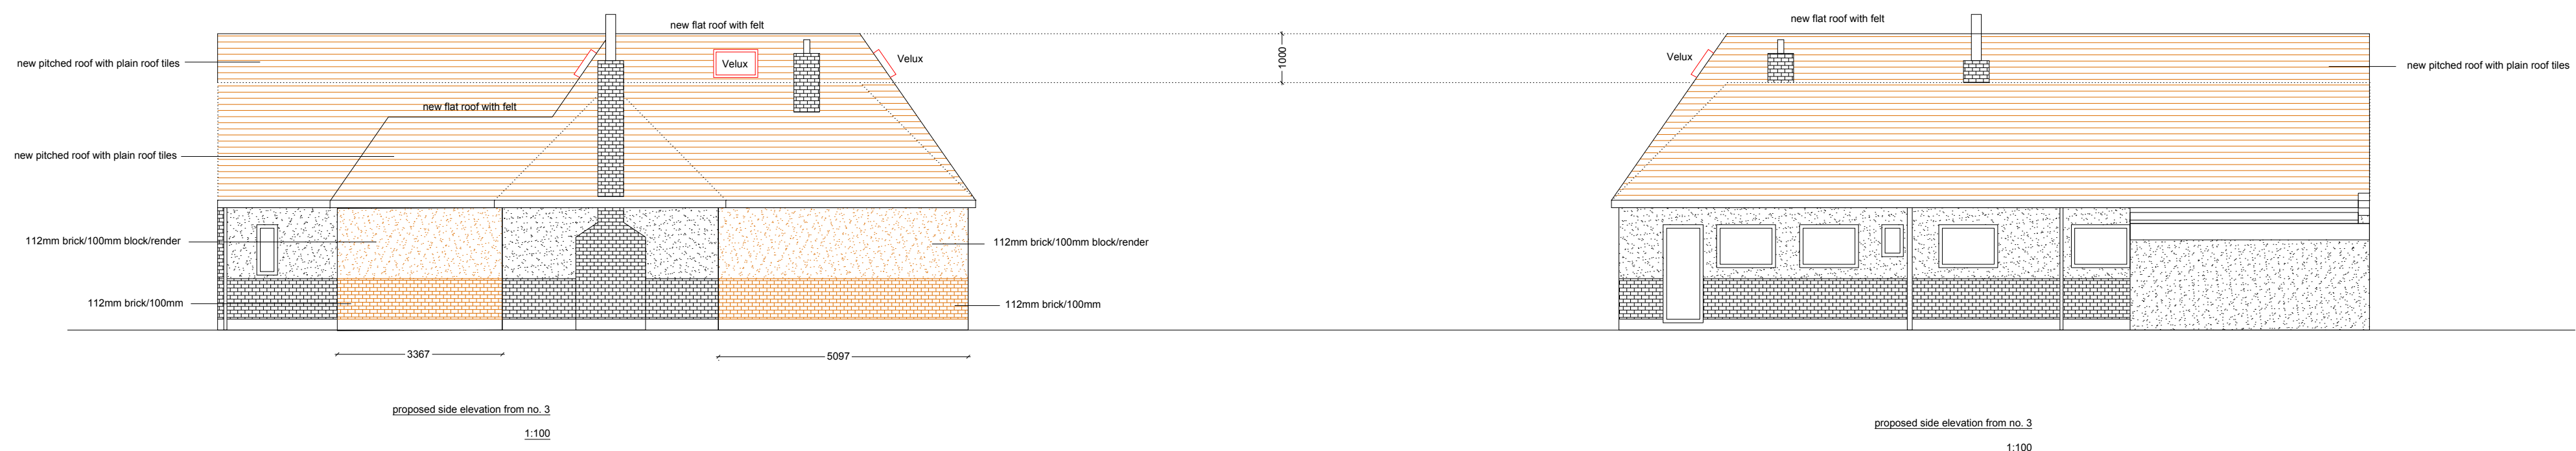 new flat roof with felt
new pitched roof with plain roof tiles
Velux
Velux
new flat roof with felt
new pitched roof with plain roof tiles
112mm brick/100mm block/render
112mm brick/100mm block/render
112mm brick/100mm
112mm brick/100mm
3367
5097
proposed side elevation from no. 3
1:100
1000
new flat roof with felt
Velux
new pitched roof with plain roof tiles
proposed side elevation from no. 3
1:100